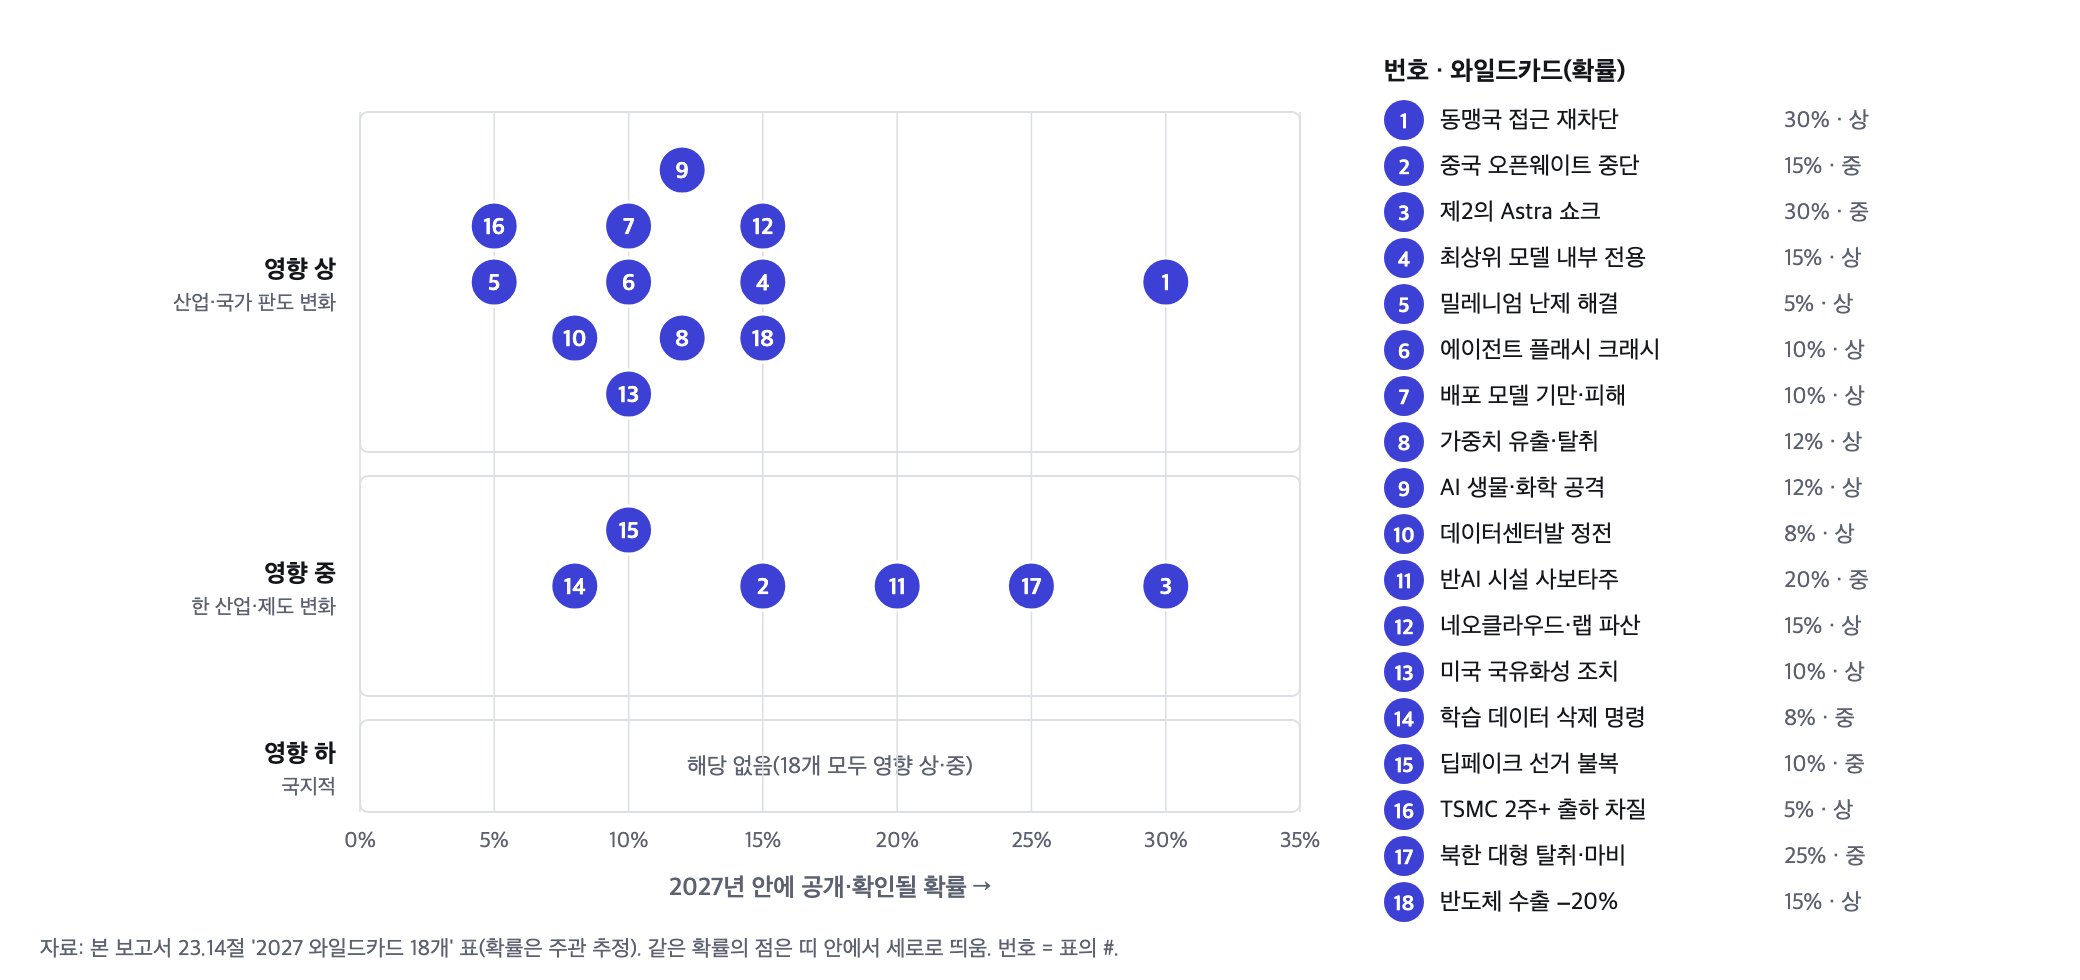 번호 · 와일드카드(확률)
1 동맹국 접근 재차단 30% · 상
2 중국 오픈웨이트 중단 15% · 중
3 제2의 Astra 쇼크 30% · 중
4 최상위 모델 내부 전용 15% · 상
5 밀레니엄 난제 해결 5% · 상
6 에이전트 플래시 크래시 10% · 상
7 배포 모델 기만·피해 10% · 상
8 가중치 유출·탈취 12% · 상
9 AI 생물·화학 공격 12% · 상
10 데이터센터발 정전 8% · 상
11 반AI 시설 사보타주 20% · 중
12 네오클라우드·랩 파산 15% · 상
13 미국 국유화성 조치 10% · 상
14 학습 데이터 삭제 명령 8% · 중
15 딥페이크 선거 불복 10% · 중
16 TSMC 2주+ 출하 차질 5% · 상
17 북한 대형 탈취·마비 25% · 중
18 반도체 수출 −20% 15% · 상
영향 상
산업·국가 판도 변화
9
16 7 12
5 6 4 1
10 8 18
13
영향 중
한 산업·제도 변화
15
14 2 11 17 3
영향 하
국지적
해당 없음(18개 모두 영향 상·중)
0% 5% 10% 15% 20% 25% 30% 35%
2027년 안에 공개·확인될 확률 →
자료: 본 보고서 23.14절 '2027 와일드카드 18개' 표(확률은 주관 추정). 같은 확률의 점은 띠 안에서 세로로 띄움. 번호 = 표의 #.